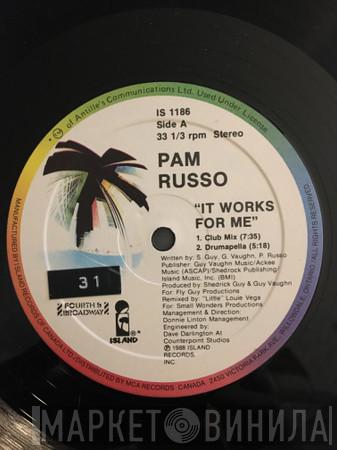 of Antille's Communications Ltd. Used Under License
IS 1186
Side A
33 1/3 rpm Stereo
PAM
RUSSO
"IT WORKS
FOR ME"
1. Club Mix (7:35)
2. Drumapella (5:18)
Written by: S. Guy, G. Vaughn, P. Russo
Publisher: Guy Vaughn Music/Ackee
Music (ASCAP)/Shedrock Publishing/
Island Music, Inc. (BMI)
Produced by: Shedrick Guy & Guy Vaughn
For: Fly Guy Productions
Remixed by: "Little" Louie Vega
For: Small Wonders Productions
Management & Direction:
Donnie Linton Management
Engineered by:
Dave Darlington At
Counterpoint Studios
℗ 1988 ISLAND
RECORDS,
INC.
31
FOURTH &
BROADWAY
ISLAND
MANUFACTURED BY ISLAND RECORDS OF CANADA LTD./DISTRIBUTED BY MCA RECORDS CANADA 2450 VICTORIA PARK AVE. WILLOWDALE, ONTARIO/ALL RIGHTS RESERVED.
МАРКЕТ ВИНИЛА